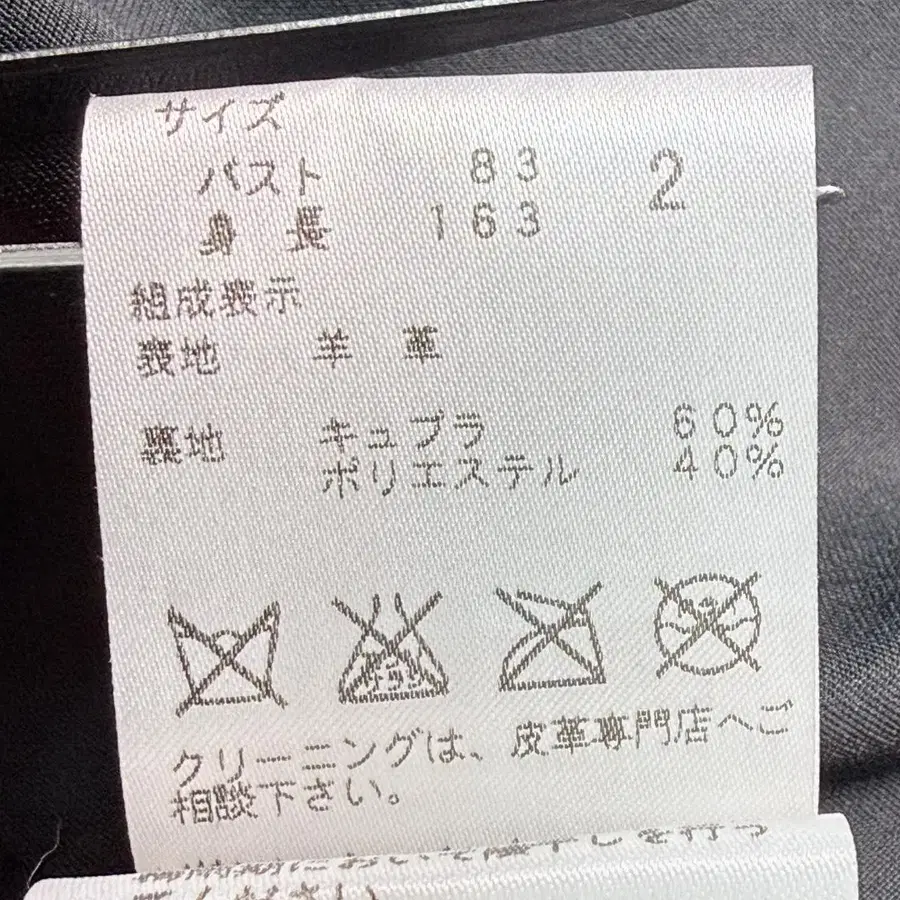 サイズ
バスト 83 2
身長 163
組成表示
表地 羊革
裏地 キュプラ 60%
ポリエステル 40%
クリーニングは、皮革専門店へご
相談下さい。